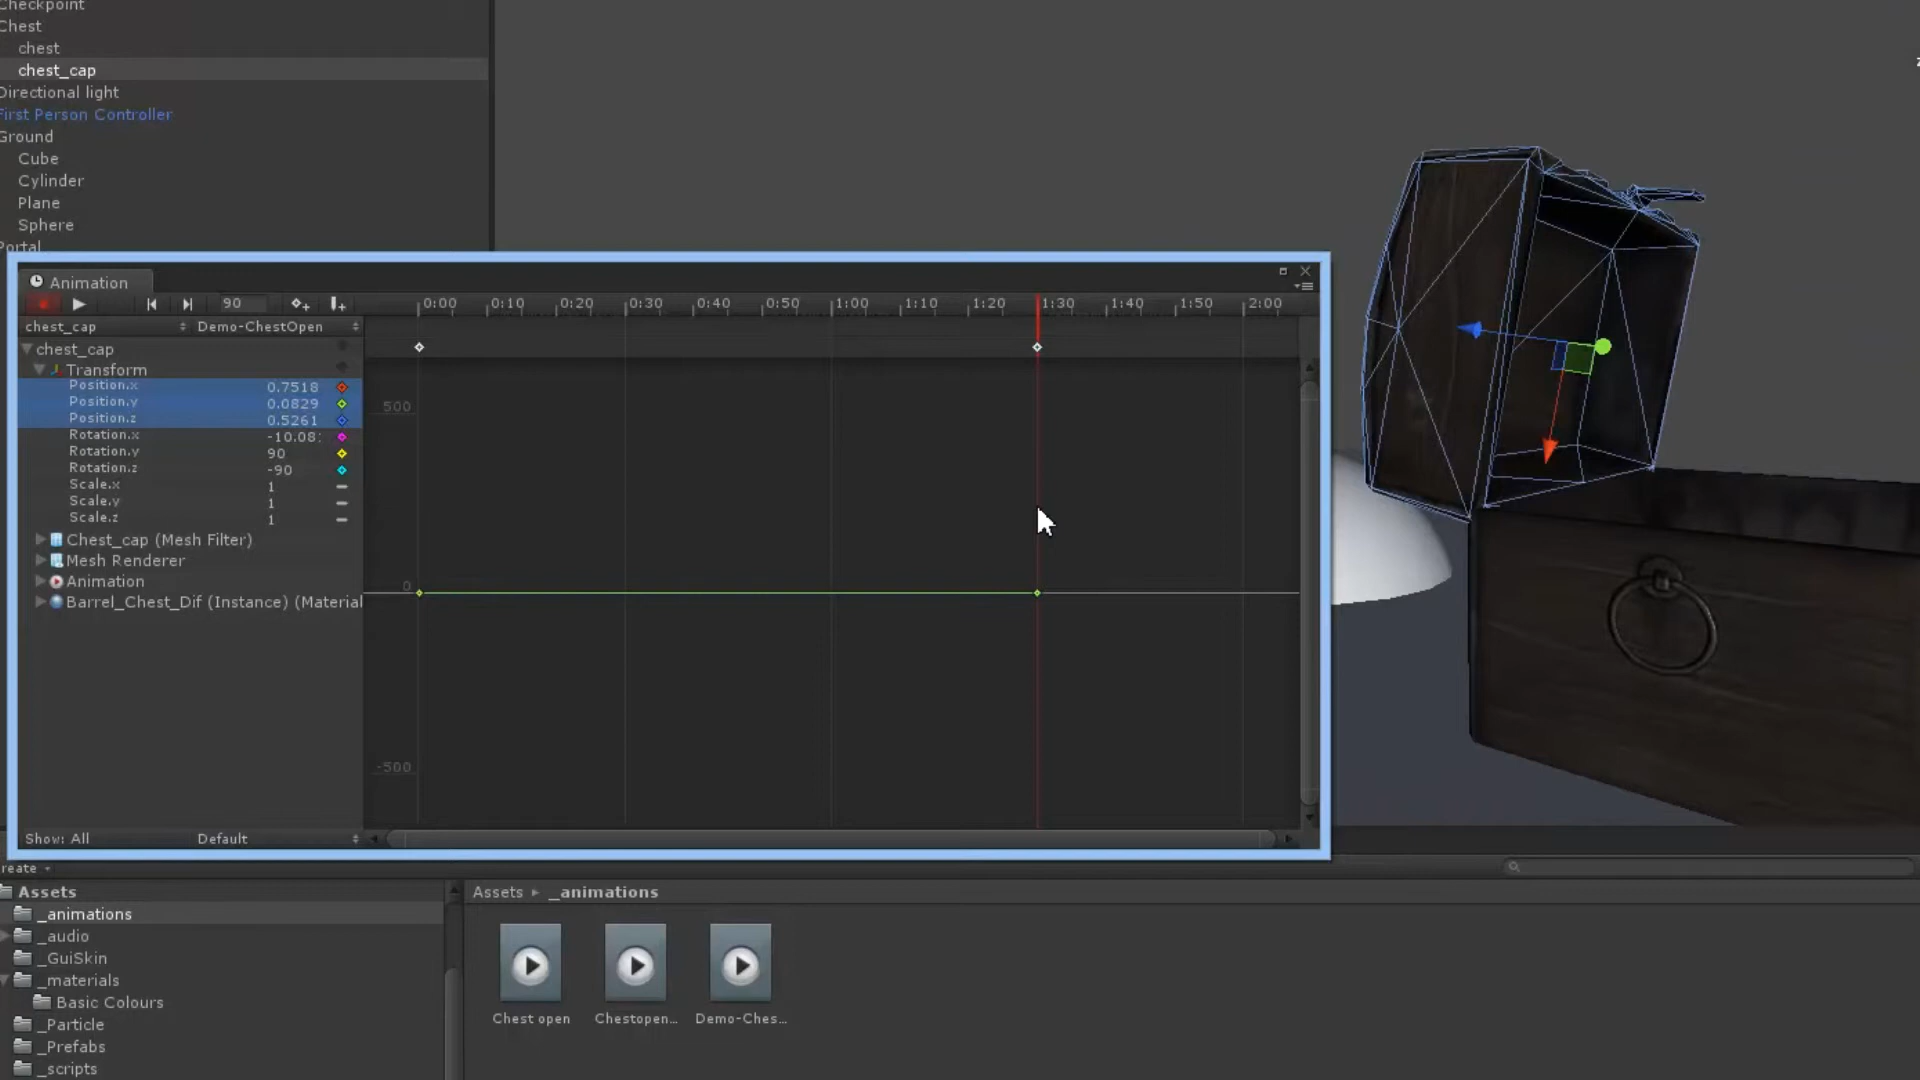 Checkpoint
Chest
chest
chest_cap
Directional light
First Person Controller
Ground
Cube
Cylinder
Plane
Sphere
Portal
Animation
90
0:00 0:10 0:20 0:30 0:40 0:50 1:00 1:10 1:20 1:30 1:40 1:50 2:00
chest_cap Demo-ChestOpen
chest_cap
Transform
Position.x 0.7518
Position.y 0.0829
Position.z 0.5261
Rotation.x -10.08
Rotation.y 90
Rotation.z -90
Scale.x 1
Scale.y 1
Scale.z 1
Chest_cap (Mesh Filter)
Mesh Renderer
Animation
Barrel_Chest_Dif (Instance) (Material
500
0
-500
Show: All Default
reate
Assets
_animations
_audio
_GuiSkin
_materials
Basic Colours
_Particle
_Prefabs
_scripts
Assets _animations
Chest open Chestopen... Demo-Ches...